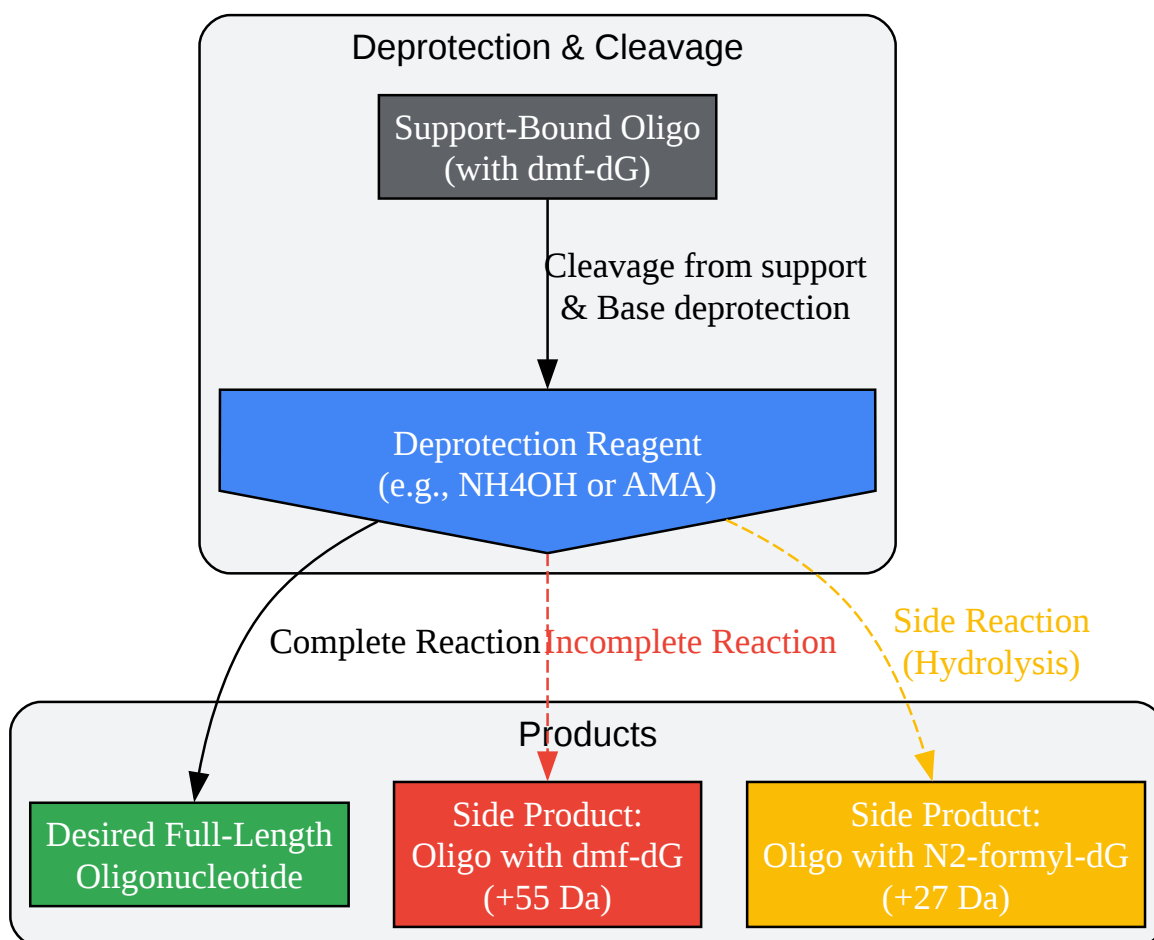 Deprotection & Cleavage
Support-Bound Oligo
(with dmf-dG)
Cleavage from support
& Base deprotection
Deprotection Reagent
(e.g., NH4OH or AMA)
Complete Reaction
Incomplete Reaction
Side Reaction
(Hydrolysis)
Products
Desired Full-Length
Oligonucleotide
Side Product:
Oligo with dmf-dG
(+55 Da)
Side Product:
Oligo with N2-formyl-dG
(+27 Da)